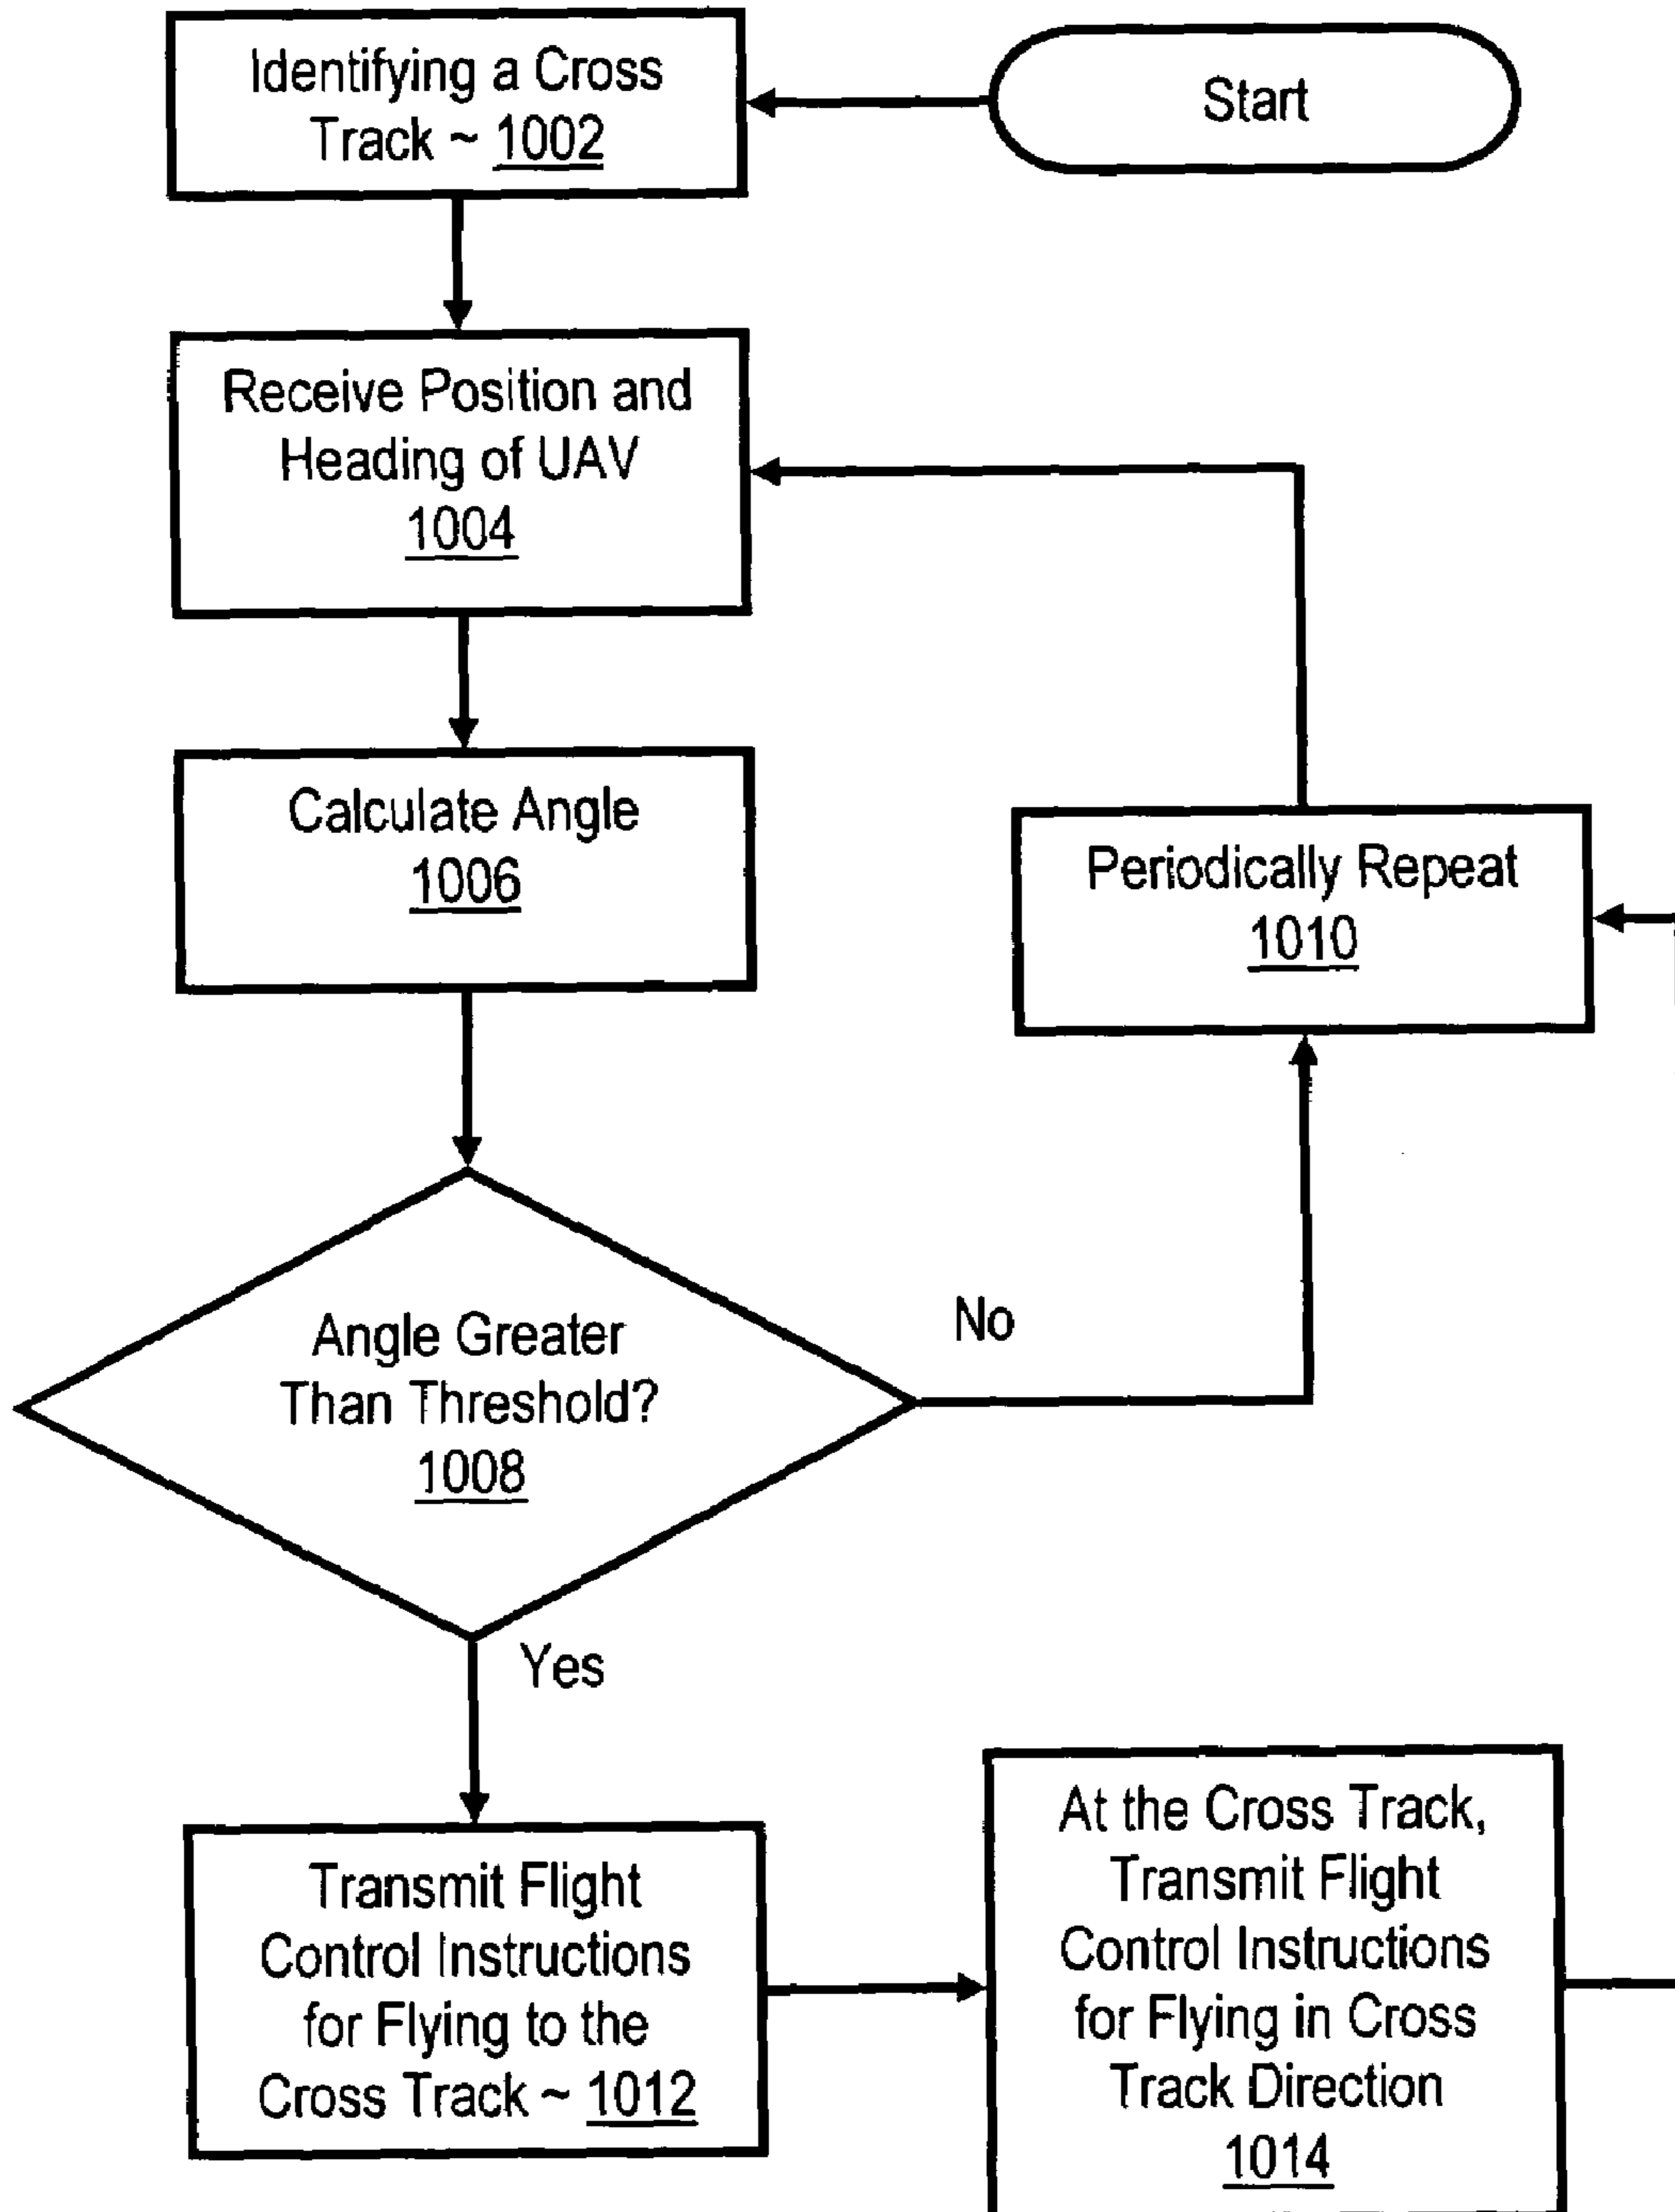 Start
Identifying a Cross
Track ~ 1002
Receive Position and
Heading of UAV
1004
Calculate Angle
1006
Periodically Repeat
1010
Angle Greater
Than Threshold?
1008
No
Yes
Transmit Flight
Control Instructions
for Flying to the
Cross Track ~ 1012
At the Cross Track,
Transmit Flight
Control Instructions
for Flying in Cross
Track Direction
1014